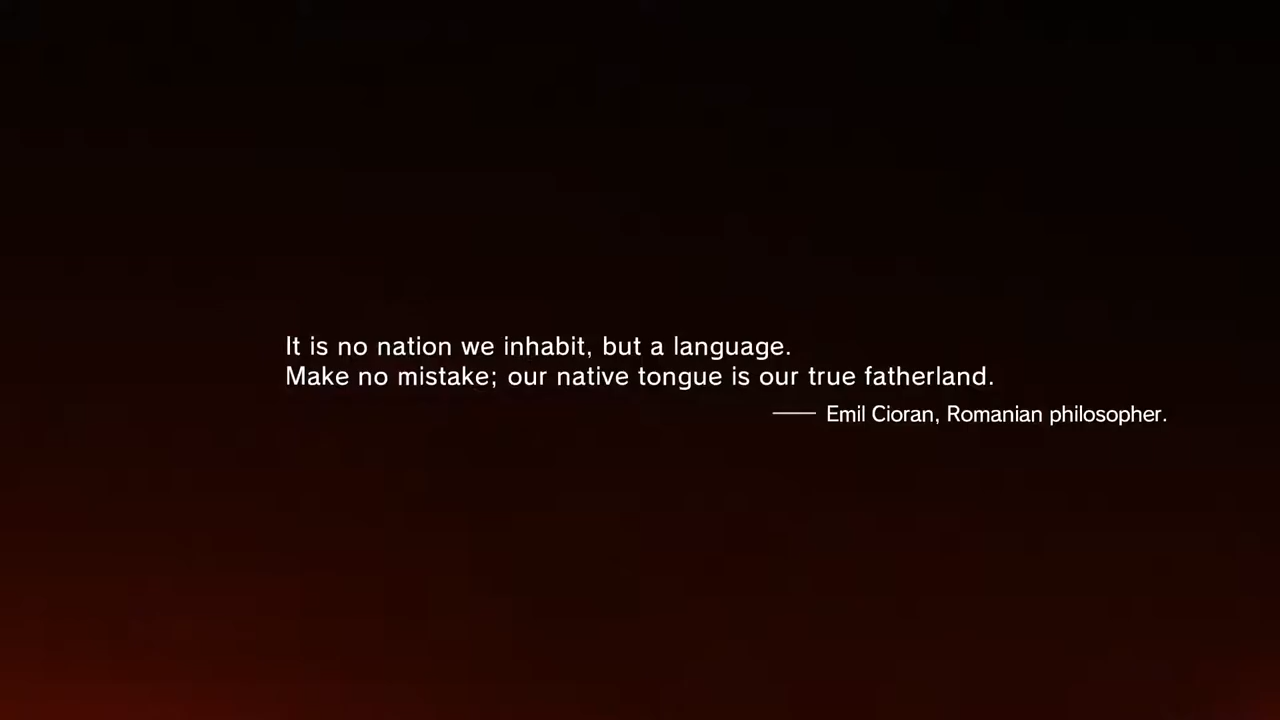 It is no nation we inhabit, but a language.
Make no mistake; our native tongue is our true fatherland.
—— Emil Cioran, Romanian philosopher.